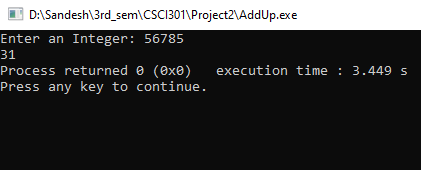 D:\Sandesh\3rd_sem\CSCI301\Project2\AddUp.exe
Enter an Integer: 56785
31
Process returned 0 (0x0)   execution time : 3.449 s
Press any key to continue.